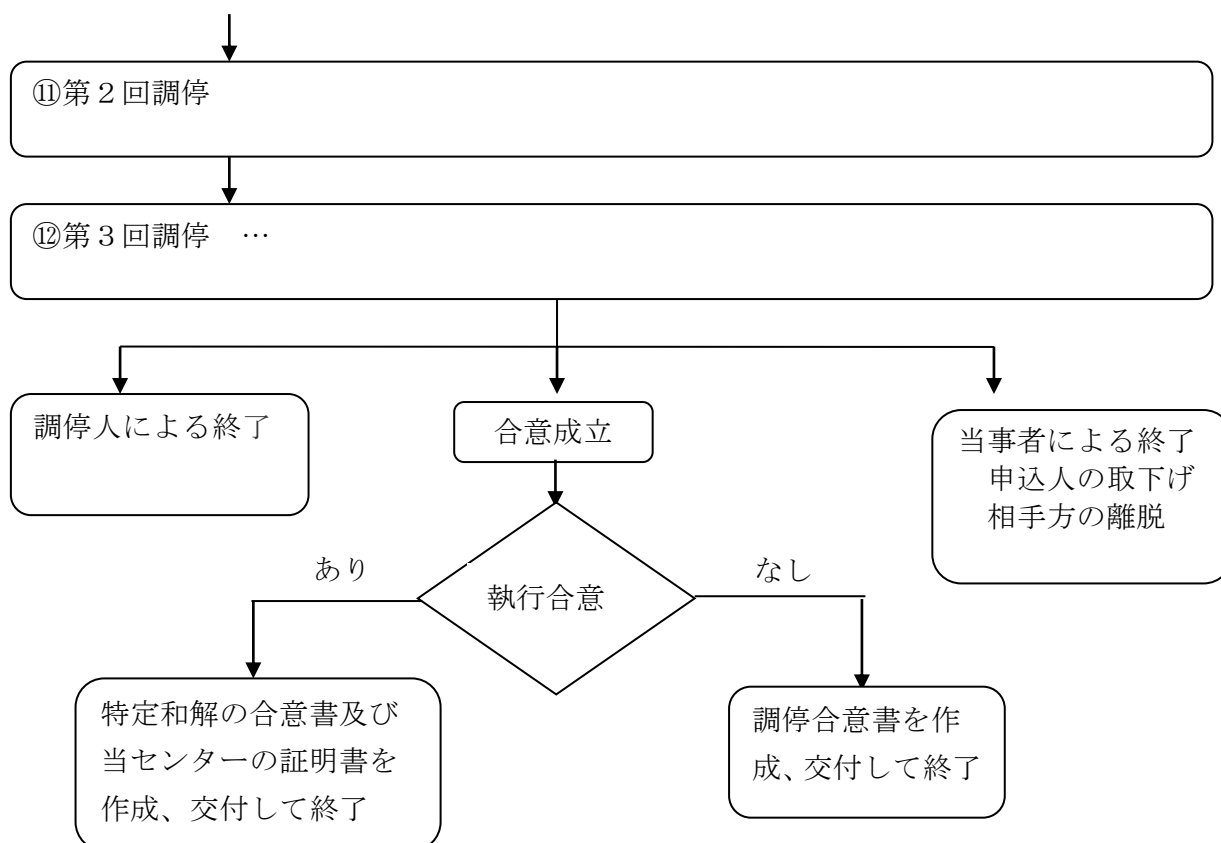 ⑪第２回調停
⑫第３回調停　…
調停人による終了
合意成立
当事者による終了
申込人の取下げ
相手方の離脱
あり
なし
執行合意
特定和解の合意書及び
当センターの証明書を
作成、交付して終了
調停合意書を作
成、交付して終了